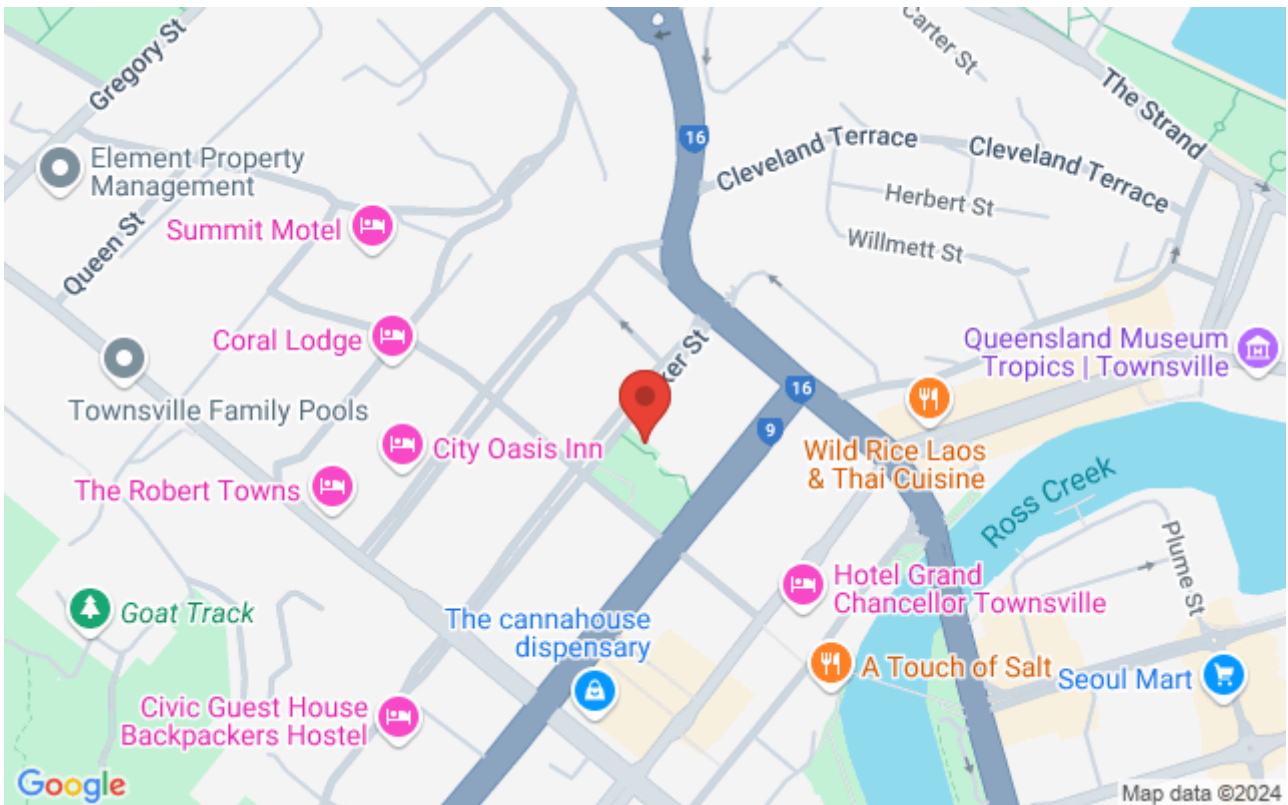 Gregory St
Carter St
The Strand
16
Cleveland Terrace
Cleveland Terrace
Element Property
Management
Herbert St
Queen St
Summit Motel
Willmett St
Coral Lodge
ker St
Queensland Museum
Tropics | Townsville
16
Townsville Family Pools
9
City Oasis Inn
Wild Rice Laos
& Thai Cuisine
The Robert Towns
Ross Creek
Plume St
Hotel Grand
Chancellor Townsville
Goat Track
The cannahouse
dispensary
A Touch of Salt
Seoul Mart
Civic Guest House
Backpackers Hostel
Google
Map data ©2024